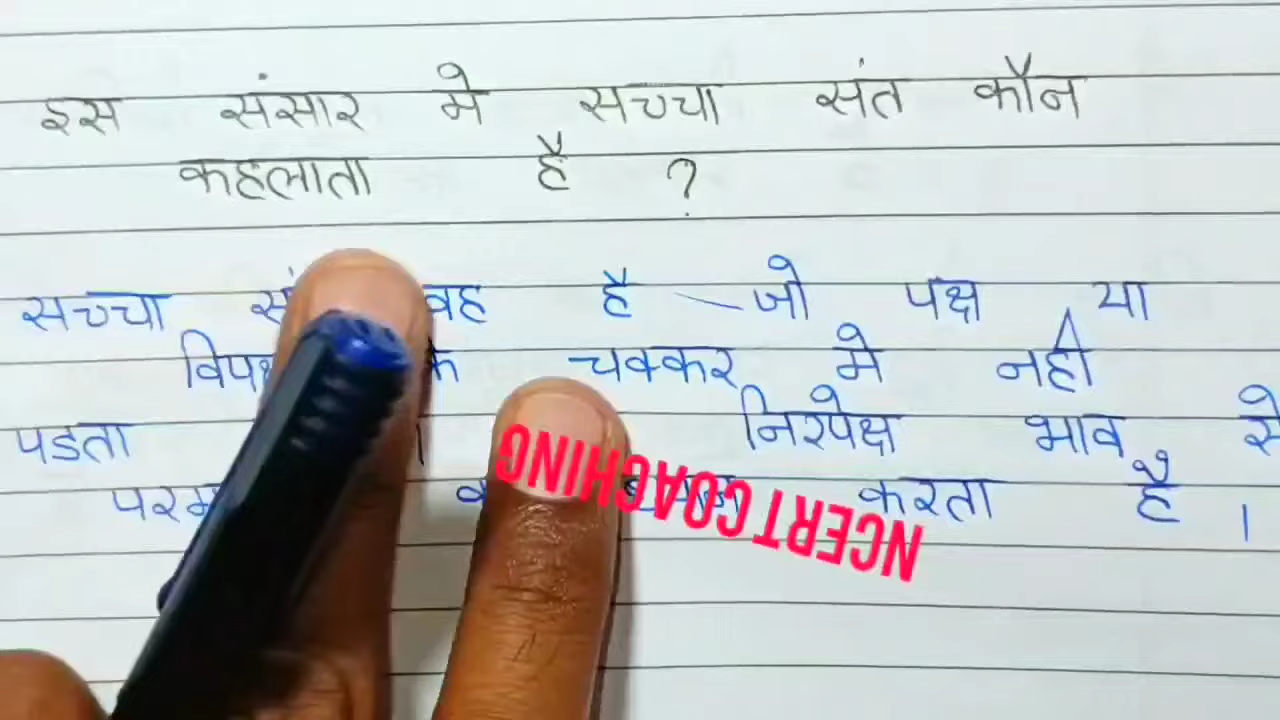 इस संसार मे सच्चा संत कौन
कहलाता है ?
सच्चा वह है - जो पक्ष या
चक्कर मे नही
पडता । निरपेक्ष भाव से
करता है ।
NCERT COACHING